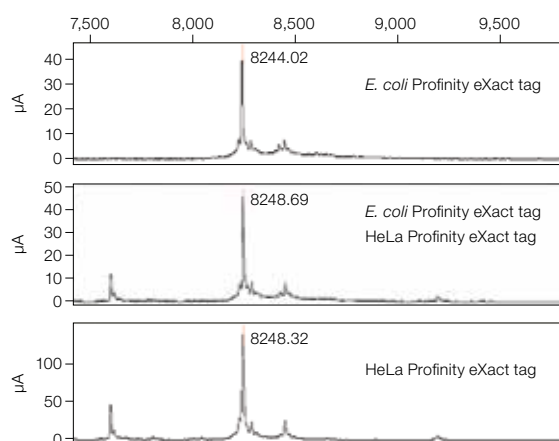 7,500 8,000 8,500 9,000 9,500
40
30
20
10
0
µA
8244.02
E. coli Profinity eXact tag
50
40
30
20
10
0
µA
8248.69
E. coli Profinity eXact tag
HeLa Profinity eXact tag
100
50
0
µA
8248.32
HeLa Profinity eXact tag